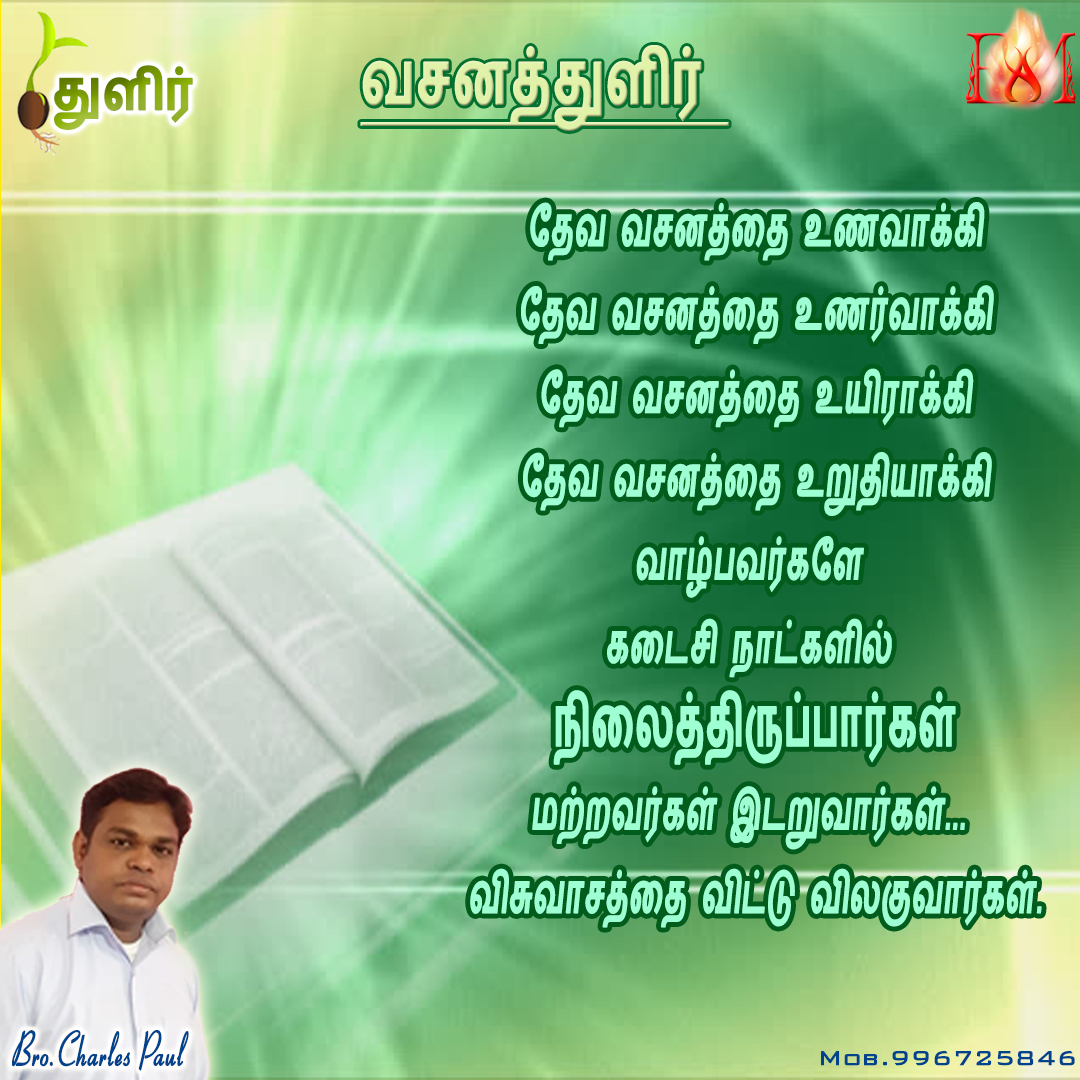 துளிர்
வசனத்துளிர்
தேவ வசனத்தை உணவாக்கி
தேவ வசனத்தை உணர்வாக்கி
தேவ வசனத்தை உயிராக்கி
தேவ வசனத்தை உறுதியாக்கி
வாழ்பவர்களே
கடைசி நாட்களில்
நிலைத்திருப்பார்கள்
மற்றவர்கள் இடறுவார்கள்...
விசுவாசத்தை விட்டு விலகுவார்கள்.
Bro.Charles Paul
Mob.996725846